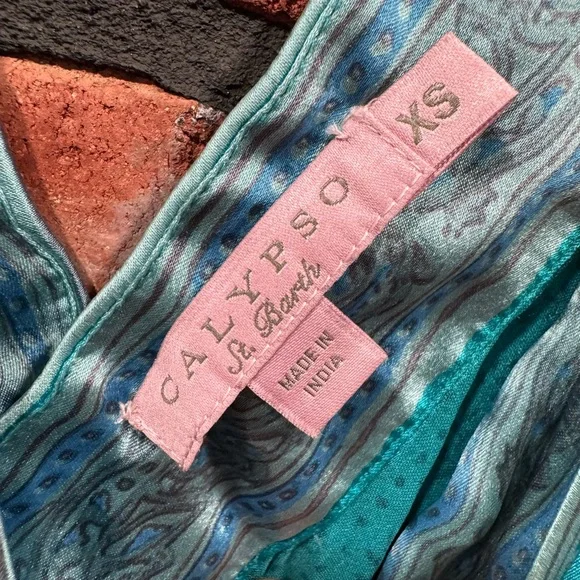 CALYPSO
St. Barth
XS
MADE IN
INDIA